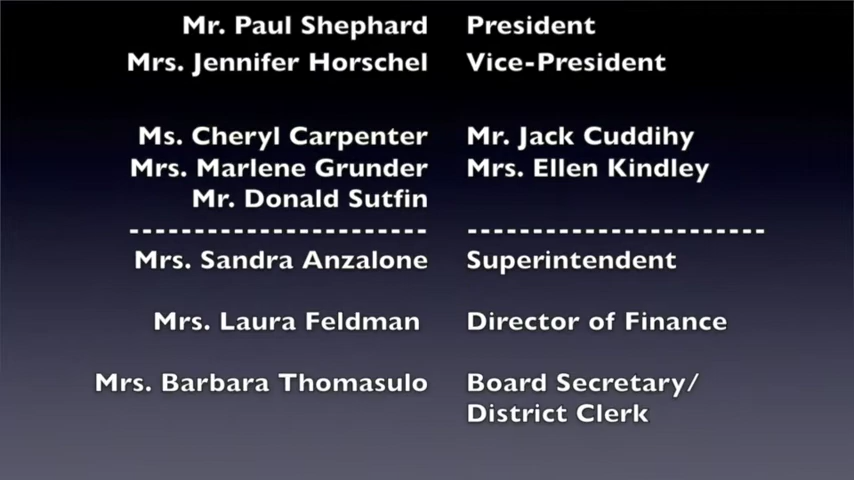 Mr. Paul Shephard President
Mrs. Jennifer Horschel Vice-President
Ms. Cheryl Carpenter Mr. Jack Cuddihy
Mrs. Marlene Grunder Mrs. Ellen Kindley
Mr. Donald Sutfin
----------------------- -----------------------
Mrs. Sandra Anzalone Superintendent
Mrs. Laura Feldman Director of Finance
Mrs. Barbara Thomasulo Board Secretary/
District Clerk